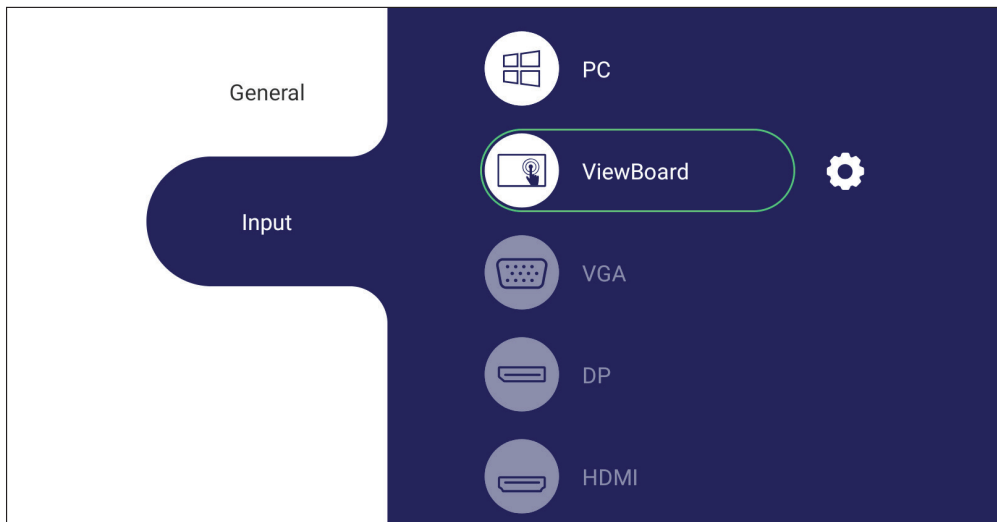 General
Input
PC
ViewBoard
VGA
DP
HDMI